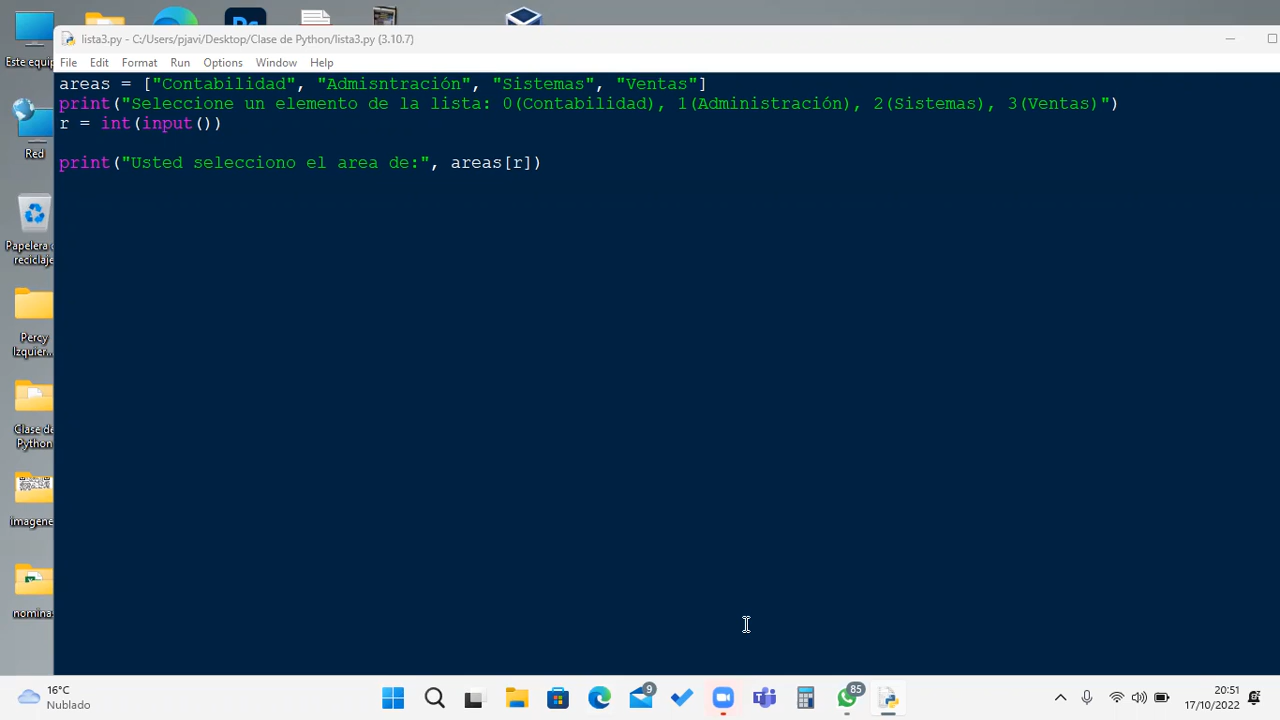 Este equip
lista3.py - C:/Users/pjavi/Desktop/Clase de Python/lista3.py (3.10.7)
File Edit Format Run Options Window Help
areas = ["Contabilidad", "Admisntración", "Sistemas", "Ventas"]
print("Seleccione un elemento de la lista: 0(Contabilidad), 1(Administración), 2(Sistemas), 3(Ventas)")
r = int(input())
print("Usted selecciono el area de:", areas[r])
Red
Papelera
reciclaje
Percy
Izquier...
Clase de
Python
imagene
nomina
16°C
Nublado
Ps
9
85
20:51
17/10/2022